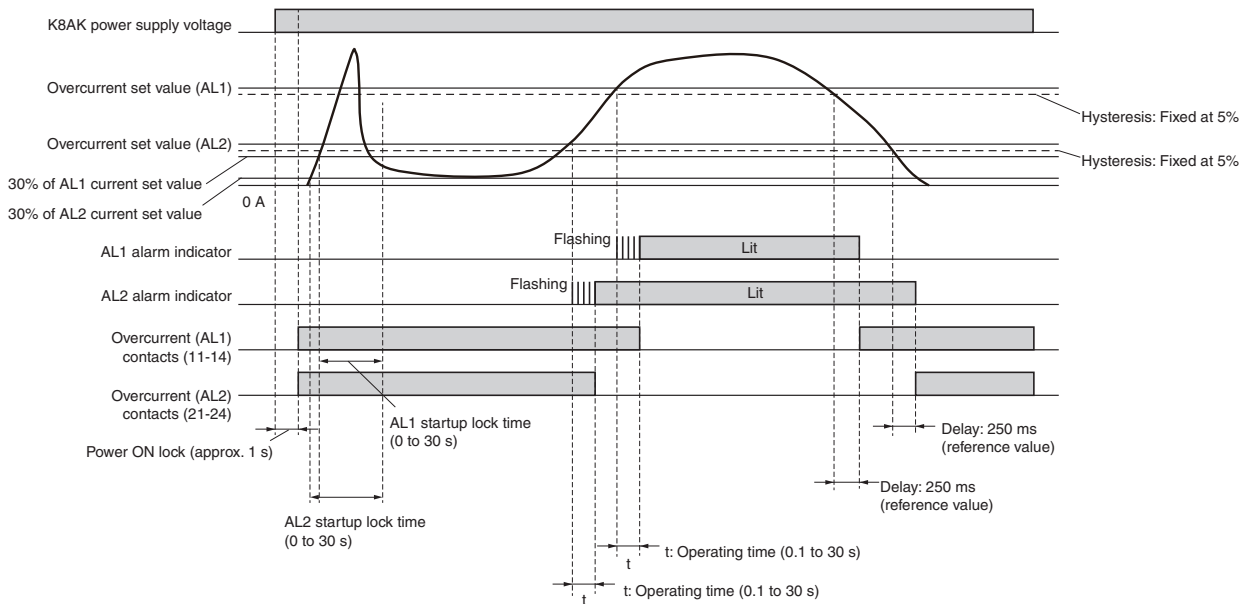 K8AK power supply voltage
Overcurrent set value (AL1)
Hysteresis: Fixed at 5%
Overcurrent set value (AL2)
Hysteresis: Fixed at 5%
30% of AL1 current set value
0 A
30% of AL2 current set value
Flashing
Lit
AL1 alarm indicator
Flashing
Lit
AL2 alarm indicator
Overcurrent (AL1)
contacts (11-14)
Overcurrent (AL2)
contacts (21-24)
AL1 startup lock time
(0 to 30 s)
Delay: 250 ms
(reference value)
Power ON lock (approx. 1 s)
Delay: 250 ms
(reference value)
AL2 startup lock time
(0 to 30 s)
t: Operating time (0.1 to 30 s)
t
t: Operating time (0.1 to 30 s)
t